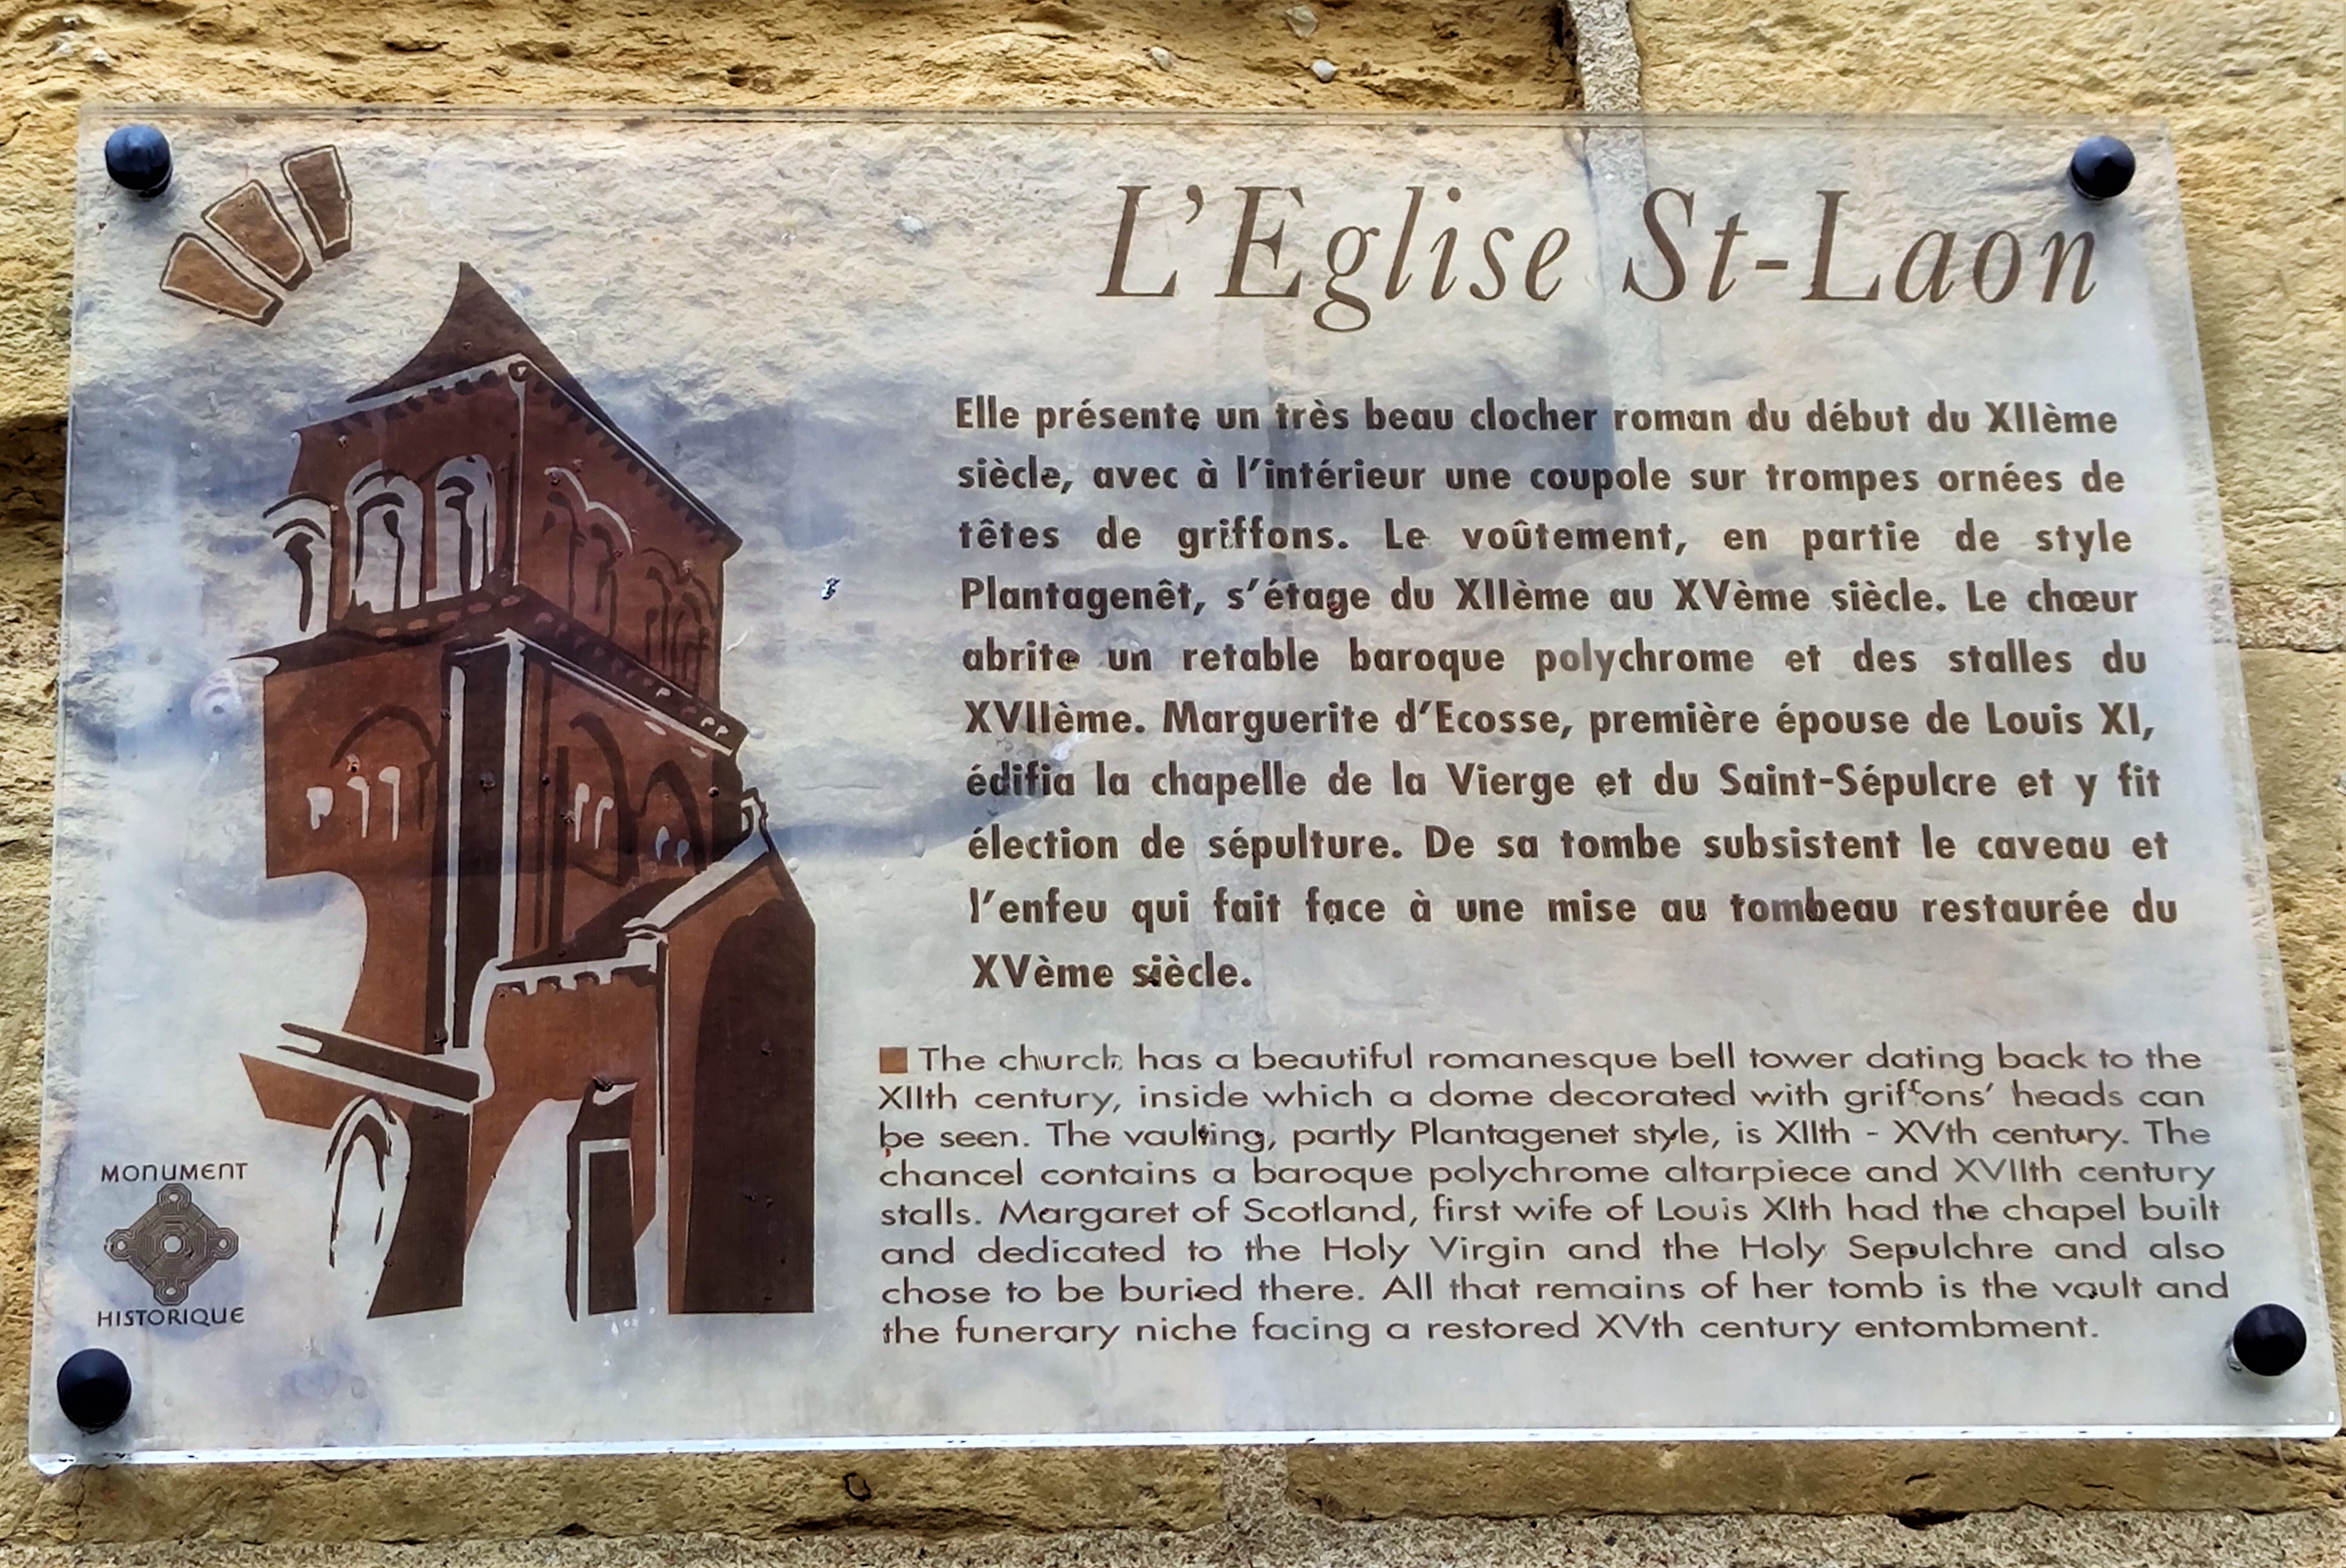 L'Eglise St-Laon
Elle présente un très beau clocher roman du début du XIIème
siècle, avec à l'intérieur une coupole sur trompes ornées de
têtes de griffons. Le voûtement, en partie de style
Plantagenêt, s'étage du XIIème au XVème siècle. Le chœur
abrite un retable baroque polychrome et des stalles du
XVIIème. Marguerite d'Ecosse, première épouse de Louis XI,
édifia la chapelle de la Vierge et du Saint-Sépulcre et y fit
élection de sépulture. De sa tombe subsistent le caveau et
l'enfeu qui fait face à une mise au tombeau restaurée du
XVème siècle.
The church has a beautiful romanesque bell tower dating back to the
XIIth century, inside which a dome decorated with griffons' heads can
be seen. The vaulting, partly Plantagenet style, is XIIth - XVth century. The
chancel contains a baroque polychrome altarpiece and XVIIth century
stalls. Margaret of Scotland, first wife of Louis XIth had the chapel built
and dedicated to the Holy Virgin and the Holy Sepulchre and also
chose to be buried there. All that remains of her tomb is the vault and
the funerary niche facing a restored XVth century entombment.
MONUMENT
HISTORIQUE